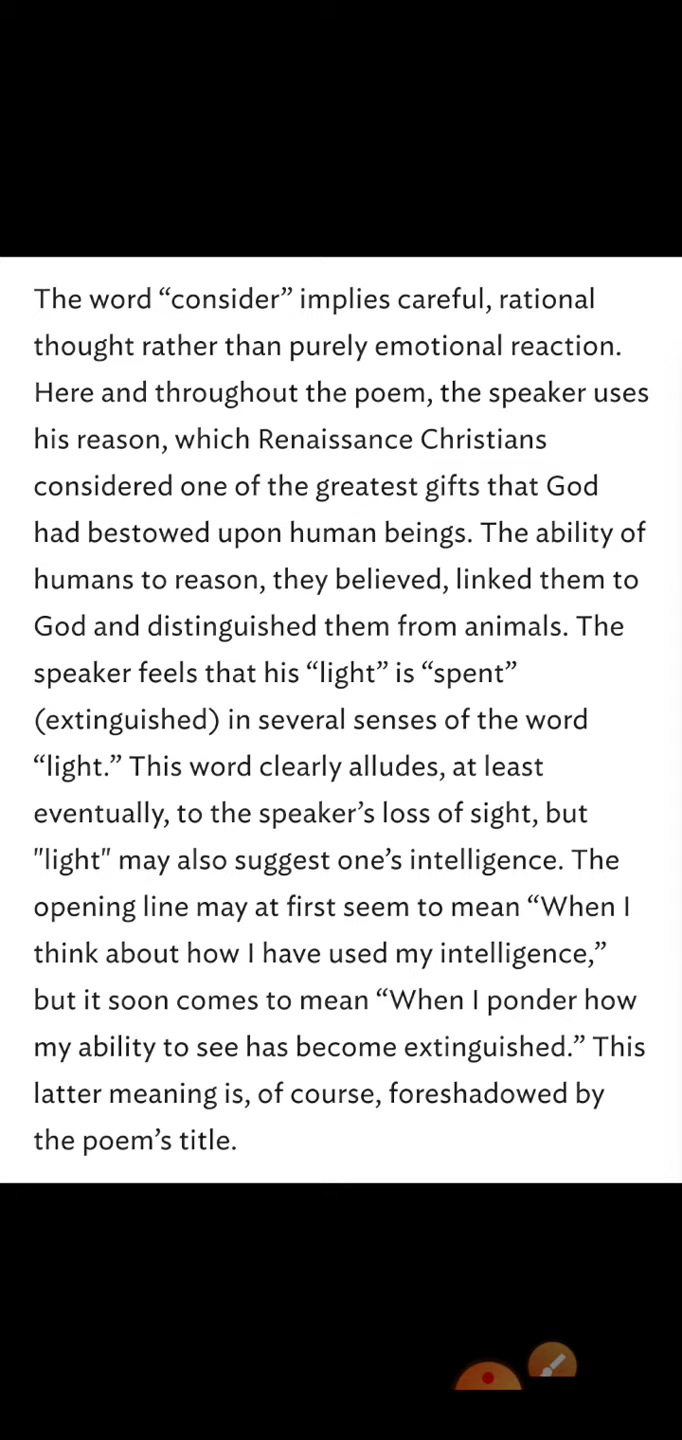 The word “consider” implies careful, rational
thought rather than purely emotional reaction.
Here and throughout the poem, the speaker uses
his reason, which Renaissance Christians
considered one of the greatest gifts that God
had bestowed upon human beings. The ability of
humans to reason, they believed, linked them to
God and distinguished them from animals. The
speaker feels that his “light” is “spent”
(extinguished) in several senses of the word
“light.” This word clearly alludes, at least
eventually, to the speaker’s loss of sight, but
"light" may also suggest one’s intelligence. The
opening line may at first seem to mean “When I
think about how I have used my intelligence,”
but it soon comes to mean “When I ponder how
my ability to see has become extinguished.” This
latter meaning is, of course, foreshadowed by
the poem’s title.